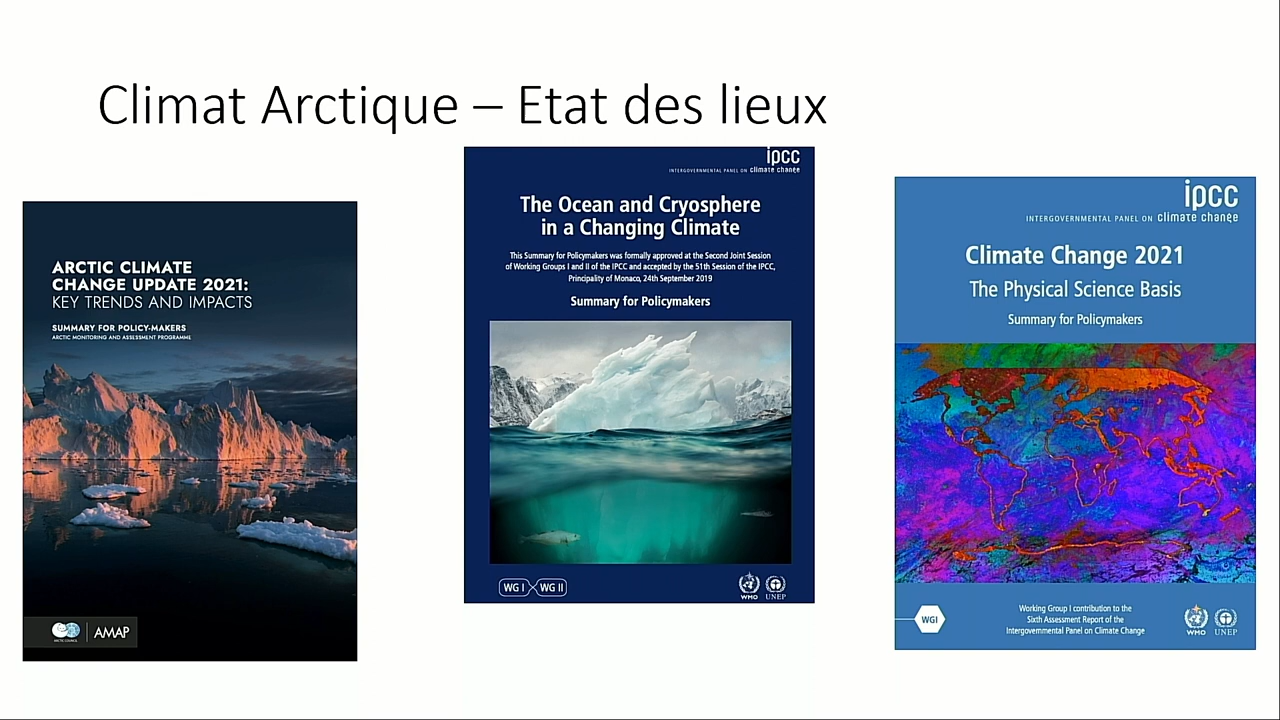 Climat Arctique – Etat des lieux
ARCTIC CLIMATE
CHANGE UPDATE 2021:
KEY TRENDS AND IMPACTS
SUMMARY FOR POLICY-MAKERS
ARCTIC MONITORING AND ASSESSMENT PROGRAMME
ARCTIC COUNCIL
AMAP
ipcc
INTERGOVERNMENTAL PANEL ON climate change
The Ocean and Cryosphere
in a Changing Climate
This Summary for Policymakers was formally approved at the Second Joint Session
of Working Groups I and II of the IPCC and accepted by the 51th Session of the IPCC,
Principality of Monaco, 24th September 2019
Summary for Policymakers
WG I WG II
WMO UNEP
ipcc
INTERGOVERNMENTAL PANEL ON climate change
Climate Change 2021
The Physical Science Basis
Summary for Policymakers
WGI
Working Group I contribution to the
Sixth Assessment Report of the
Intergovernmental Panel on Climate Change
WMO UNEP